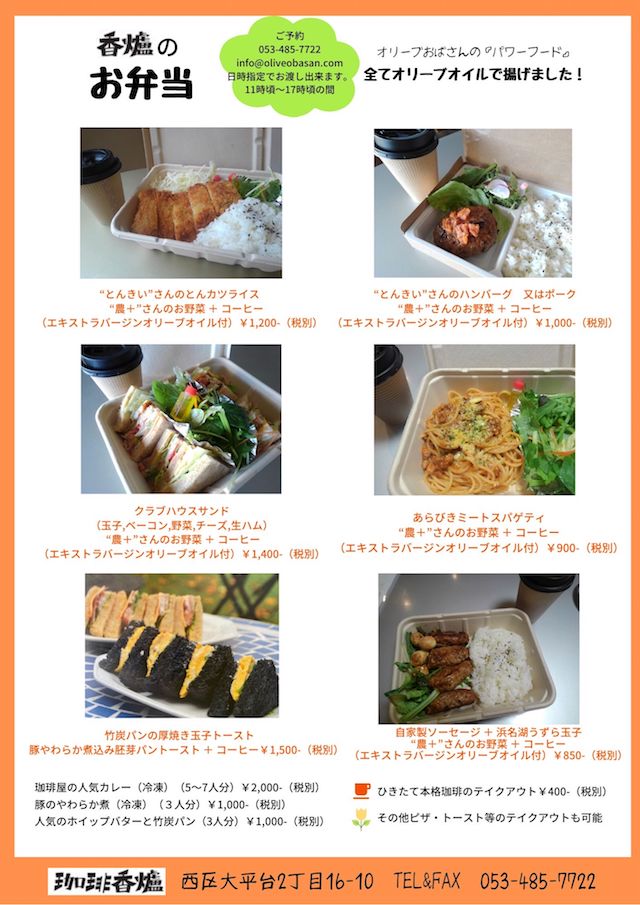 香爐の
お弁当
ご予約
053-485-7722
info@oliveobasan.com
日時指定でお渡し出来ます。
11時頃〜17時頃の間
オリーブおばさんの『パワーフード』
全てオリーブオイルで揚げました！
“とんきい”さんのとんカツライス
“農＋”さんのお野菜 ＋ コーヒー
（エキストラバージンオリーブオイル付）￥1,200-（税別）
“とんきい”さんのハンバーグ　又はポーク
“農＋”さんのお野菜 ＋ コーヒー
（エキストラバージンオリーブオイル付）￥1,000-（税別）
クラブハウスサンド
（玉子,ベーコン,野菜,チーズ,生ハム）
“農＋”さんのお野菜 ＋ コーヒー
（エキストラバージンオリーブオイル付）￥1,400-（税別）
あらびきミートスパゲティ
“農＋”さんのお野菜 ＋ コーヒー
（エキストラバージンオリーブオイル付）￥900-（税別）
竹炭パンの厚焼き玉子トースト
豚やわらか煮込み胚芽パントースト ＋ コーヒー￥1,500-（税別）
自家製ソーセージ ＋ 浜名湖うずら玉子
“農＋”さんのお野菜 ＋ コーヒー
（エキストラバージンオリーブオイル付）￥850-（税別）
珈琲屋の人気カレー（冷凍）（5〜7人分）￥2,000-（税別）
豚のやわらか煮（冷凍）（３人分）￥1,000-（税別）
人気のホイップバターと竹炭パン（3人分）￥1,000-（税別）
ひきたて本格珈琲のテイクアウト￥400-（税別）
その他ピザ・トースト等のテイクアウトも可能
珈琲香爐　西区大平台2丁目16-10　TEL&FAX　053-485-7722